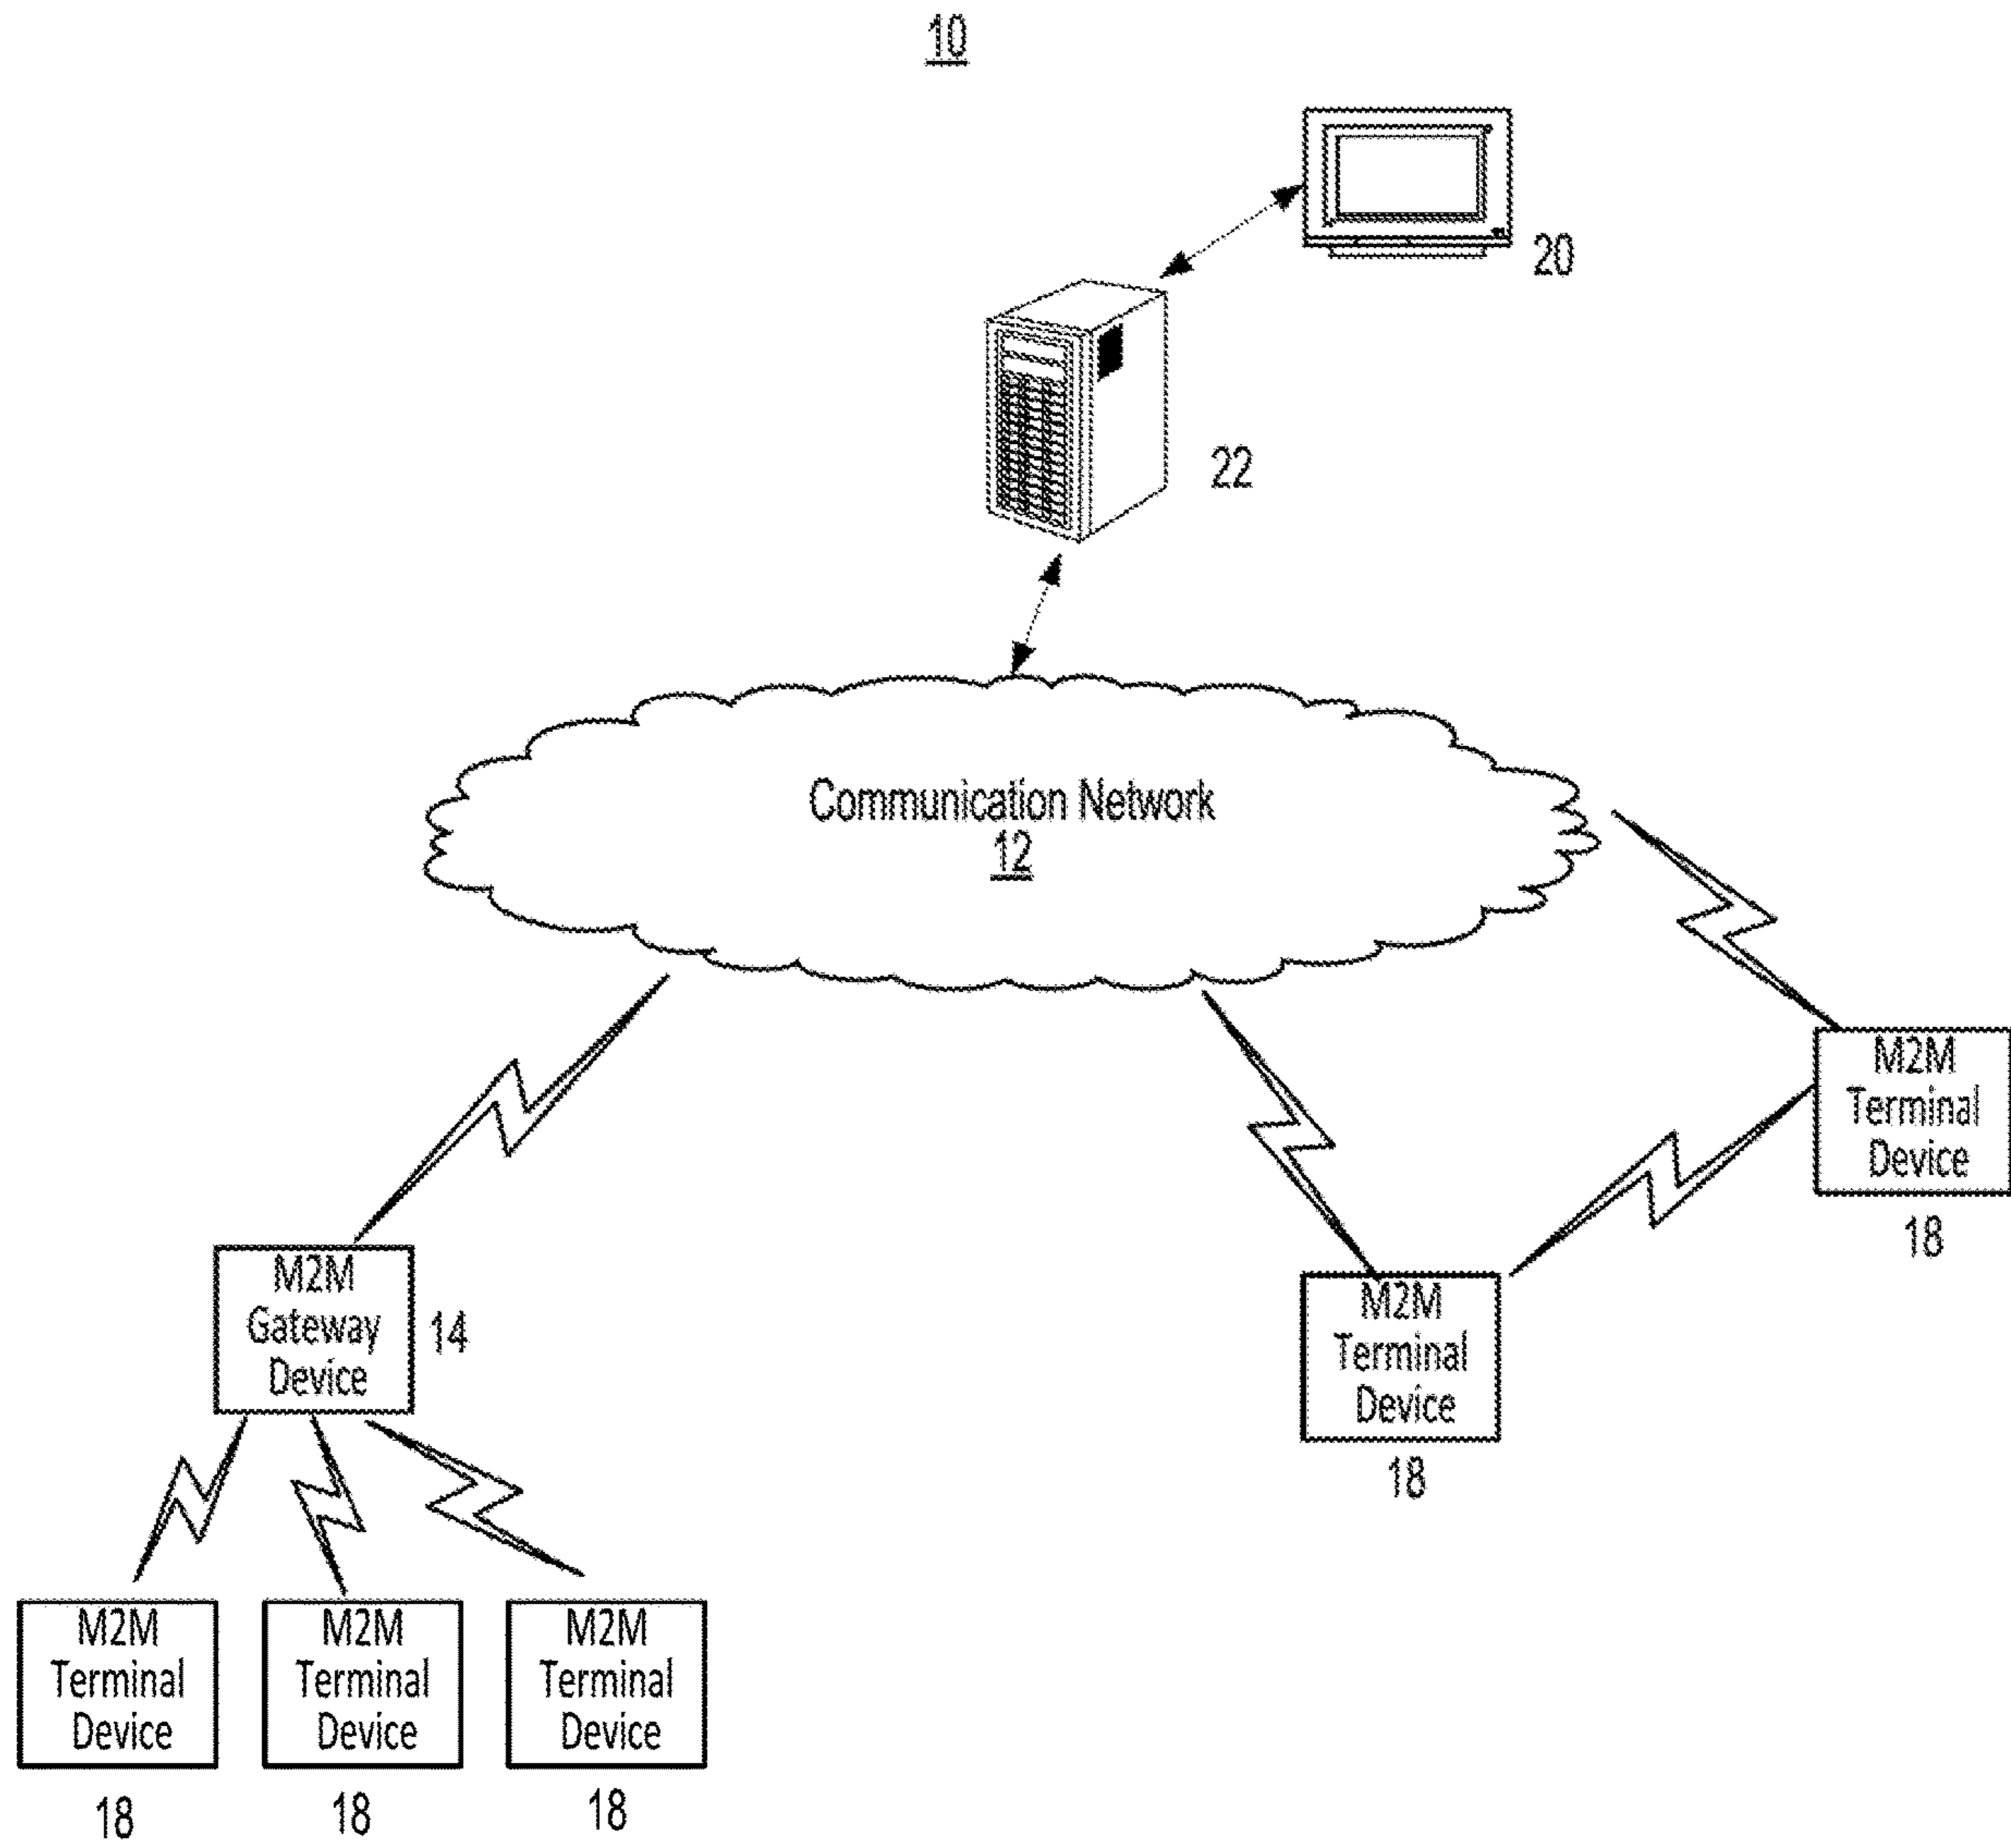 10
20
22
Communication Network
12
M2M
Terminal
Device
18
M2M
Gateway
Device
14
M2M
Terminal
Device
18
M2M
Terminal
Device
18
M2M
Terminal
Device
18
M2M
Terminal
Device
18